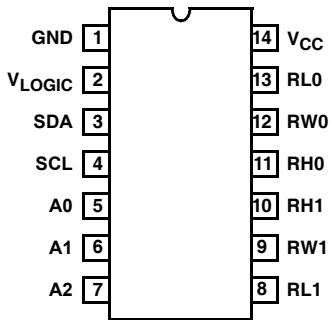 GND 1 14 VCC
VLOGIC 2 13 RL0
SDA 3 12 RW0
SCL 4 11 RH0
A0 5 10 RH1
A1 6 9 RW1
A2 7 8 RL1